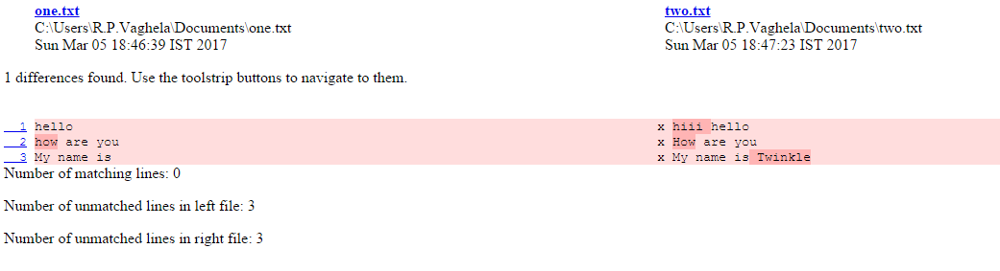 one.txt two.txt
C:\Users\R.P.Vaghela\Documents\one.txt C:\Users\R.P.Vaghela\Documents\two.txt
Sun Mar 05 18:46:39 IST 2017 Sun Mar 05 18:47:23 IST 2017
1 differences found. Use the toolstrip buttons to navigate to them.
1 hello x hiii hello
2 how are you x How are you
3 My name is x My name is Twinkle
Number of matching lines: 0
Number of unmatched lines in left file: 3
Number of unmatched lines in right file: 3